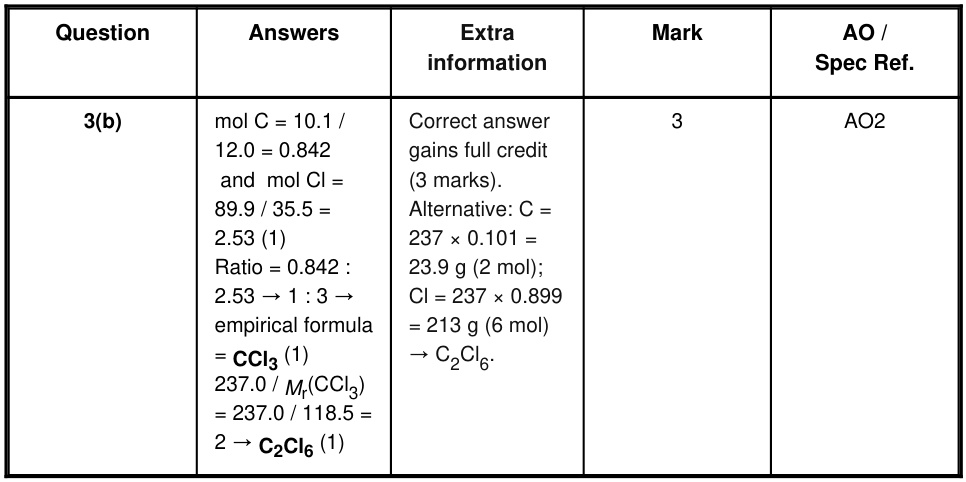 Question
Answers
Extra
information
Mark
AO /
Spec Ref.
3(b)
mol C = 10.1 /
12.0 = 0.842
and mol Cl =
89.9 / 35.5 =
2.53 (1)
Ratio = 0.842 :
2.53 → 1 : 3 →
empirical formula
= CCl₃ (1)
237.0 / Mᵣ(CCl₃)
= 237.0 / 118.5 =
2 → C₂Cl₆ (1)
Correct answer
gains full credit
(3 marks).
Alternative: C =
237 × 0.101 =
23.9 g (2 mol);
Cl = 237 × 0.899
= 213 g (6 mol)
→ C₂Cl₆.
3
AO2